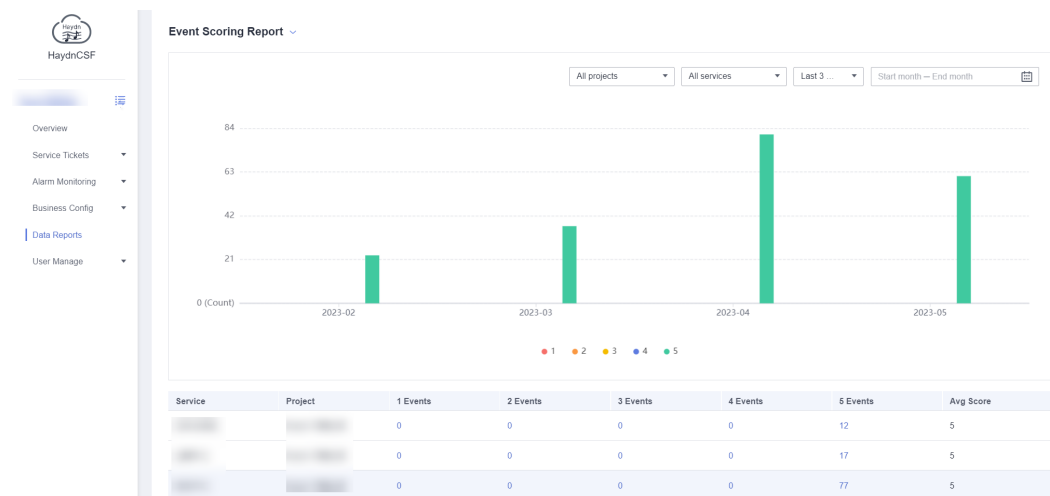 Haydn
HaydnCSF
Overview
Service Tickets
Alarm Monitoring
Business Config
Data Reports
User Manage
Event Scoring Report
All projects
All services
Last 3 ...
Start month — End month
84
63
42
21
0 (Count)
2023-02 2023-03 2023-04 2023-05
1 2 3 4 5
Service Project 1 Events 2 Events 3 Events 4 Events 5 Events Avg Score
0 0 0 0 12 5
0 0 0 0 17 5
0 0 0 0 77 5